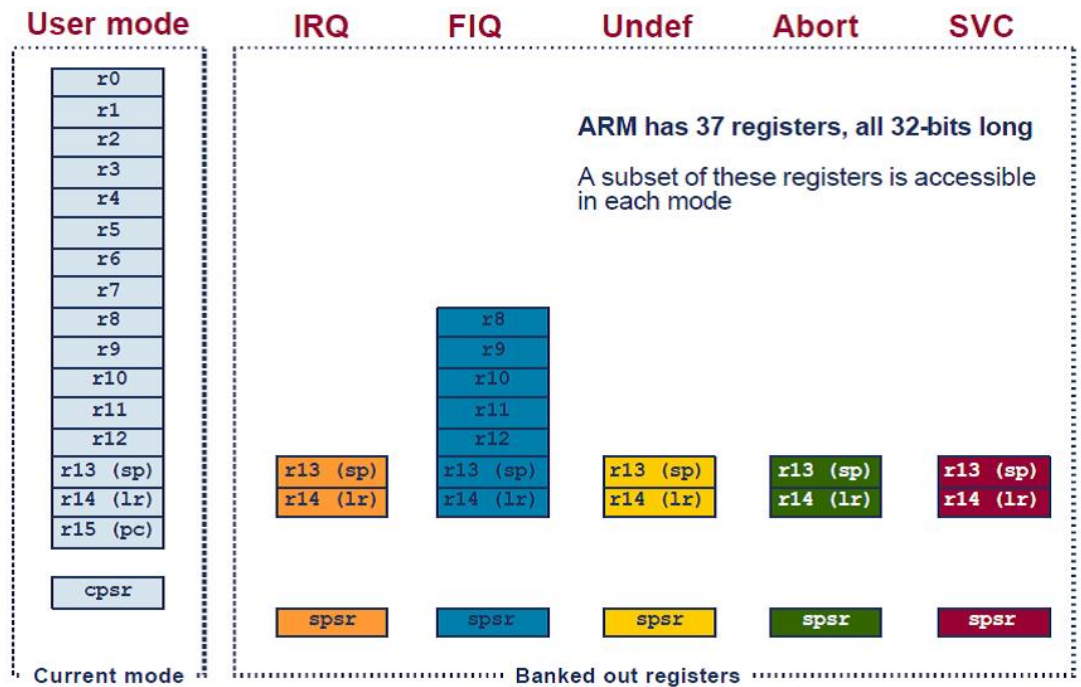 User mode
IRQ FIQ Undef Abort SVC
r0
r1
r2
r3
r4
r5
r6
r7
r8
r9
r10
r11
r12
r13 (sp)
r14 (lr)
r15 (pc)
cpsr
Current mode
ARM has 37 registers, all 32-bits long
A subset of these registers is accessible
in each mode
r13 (sp)
r14 (lr)
spsr
r8
r9
r10
r11
r12
r13 (sp)
r14 (lr)
spsr
r13 (sp)
r14 (lr)
spsr
r13 (sp)
r14 (lr)
spsr
r13 (sp)
r14 (lr)
spsr
Banked out registers